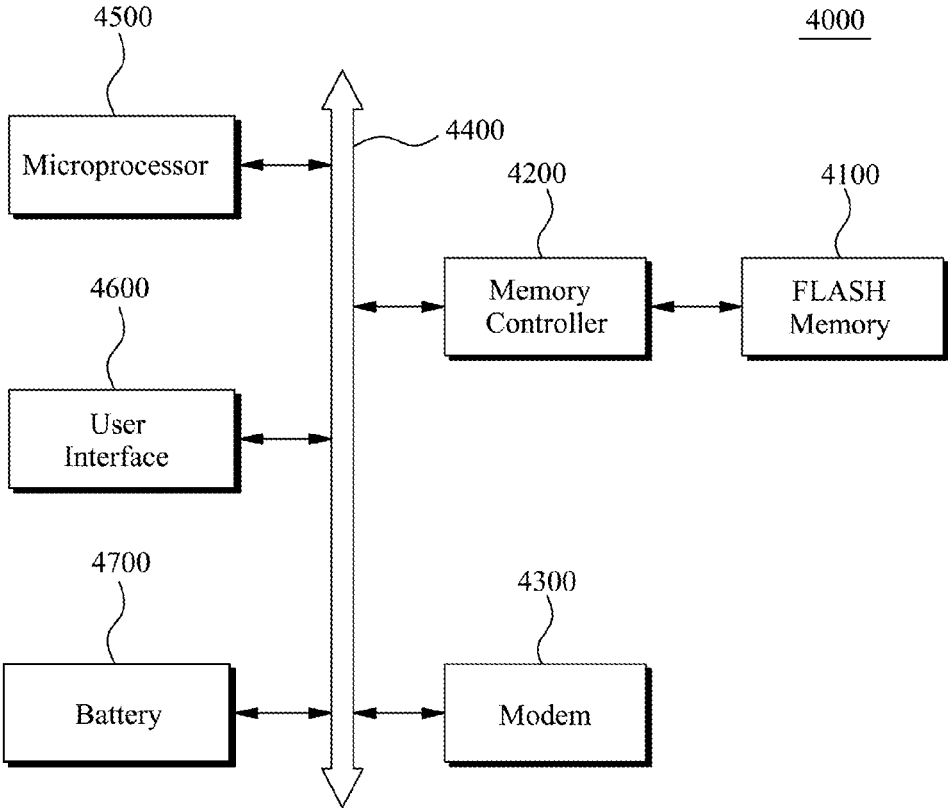 4000
4500
Microprocessor
4400
4200
Memory
Controller
4100
FLASH
Memory
4600
User
Interface
4700
Battery
4300
Modem